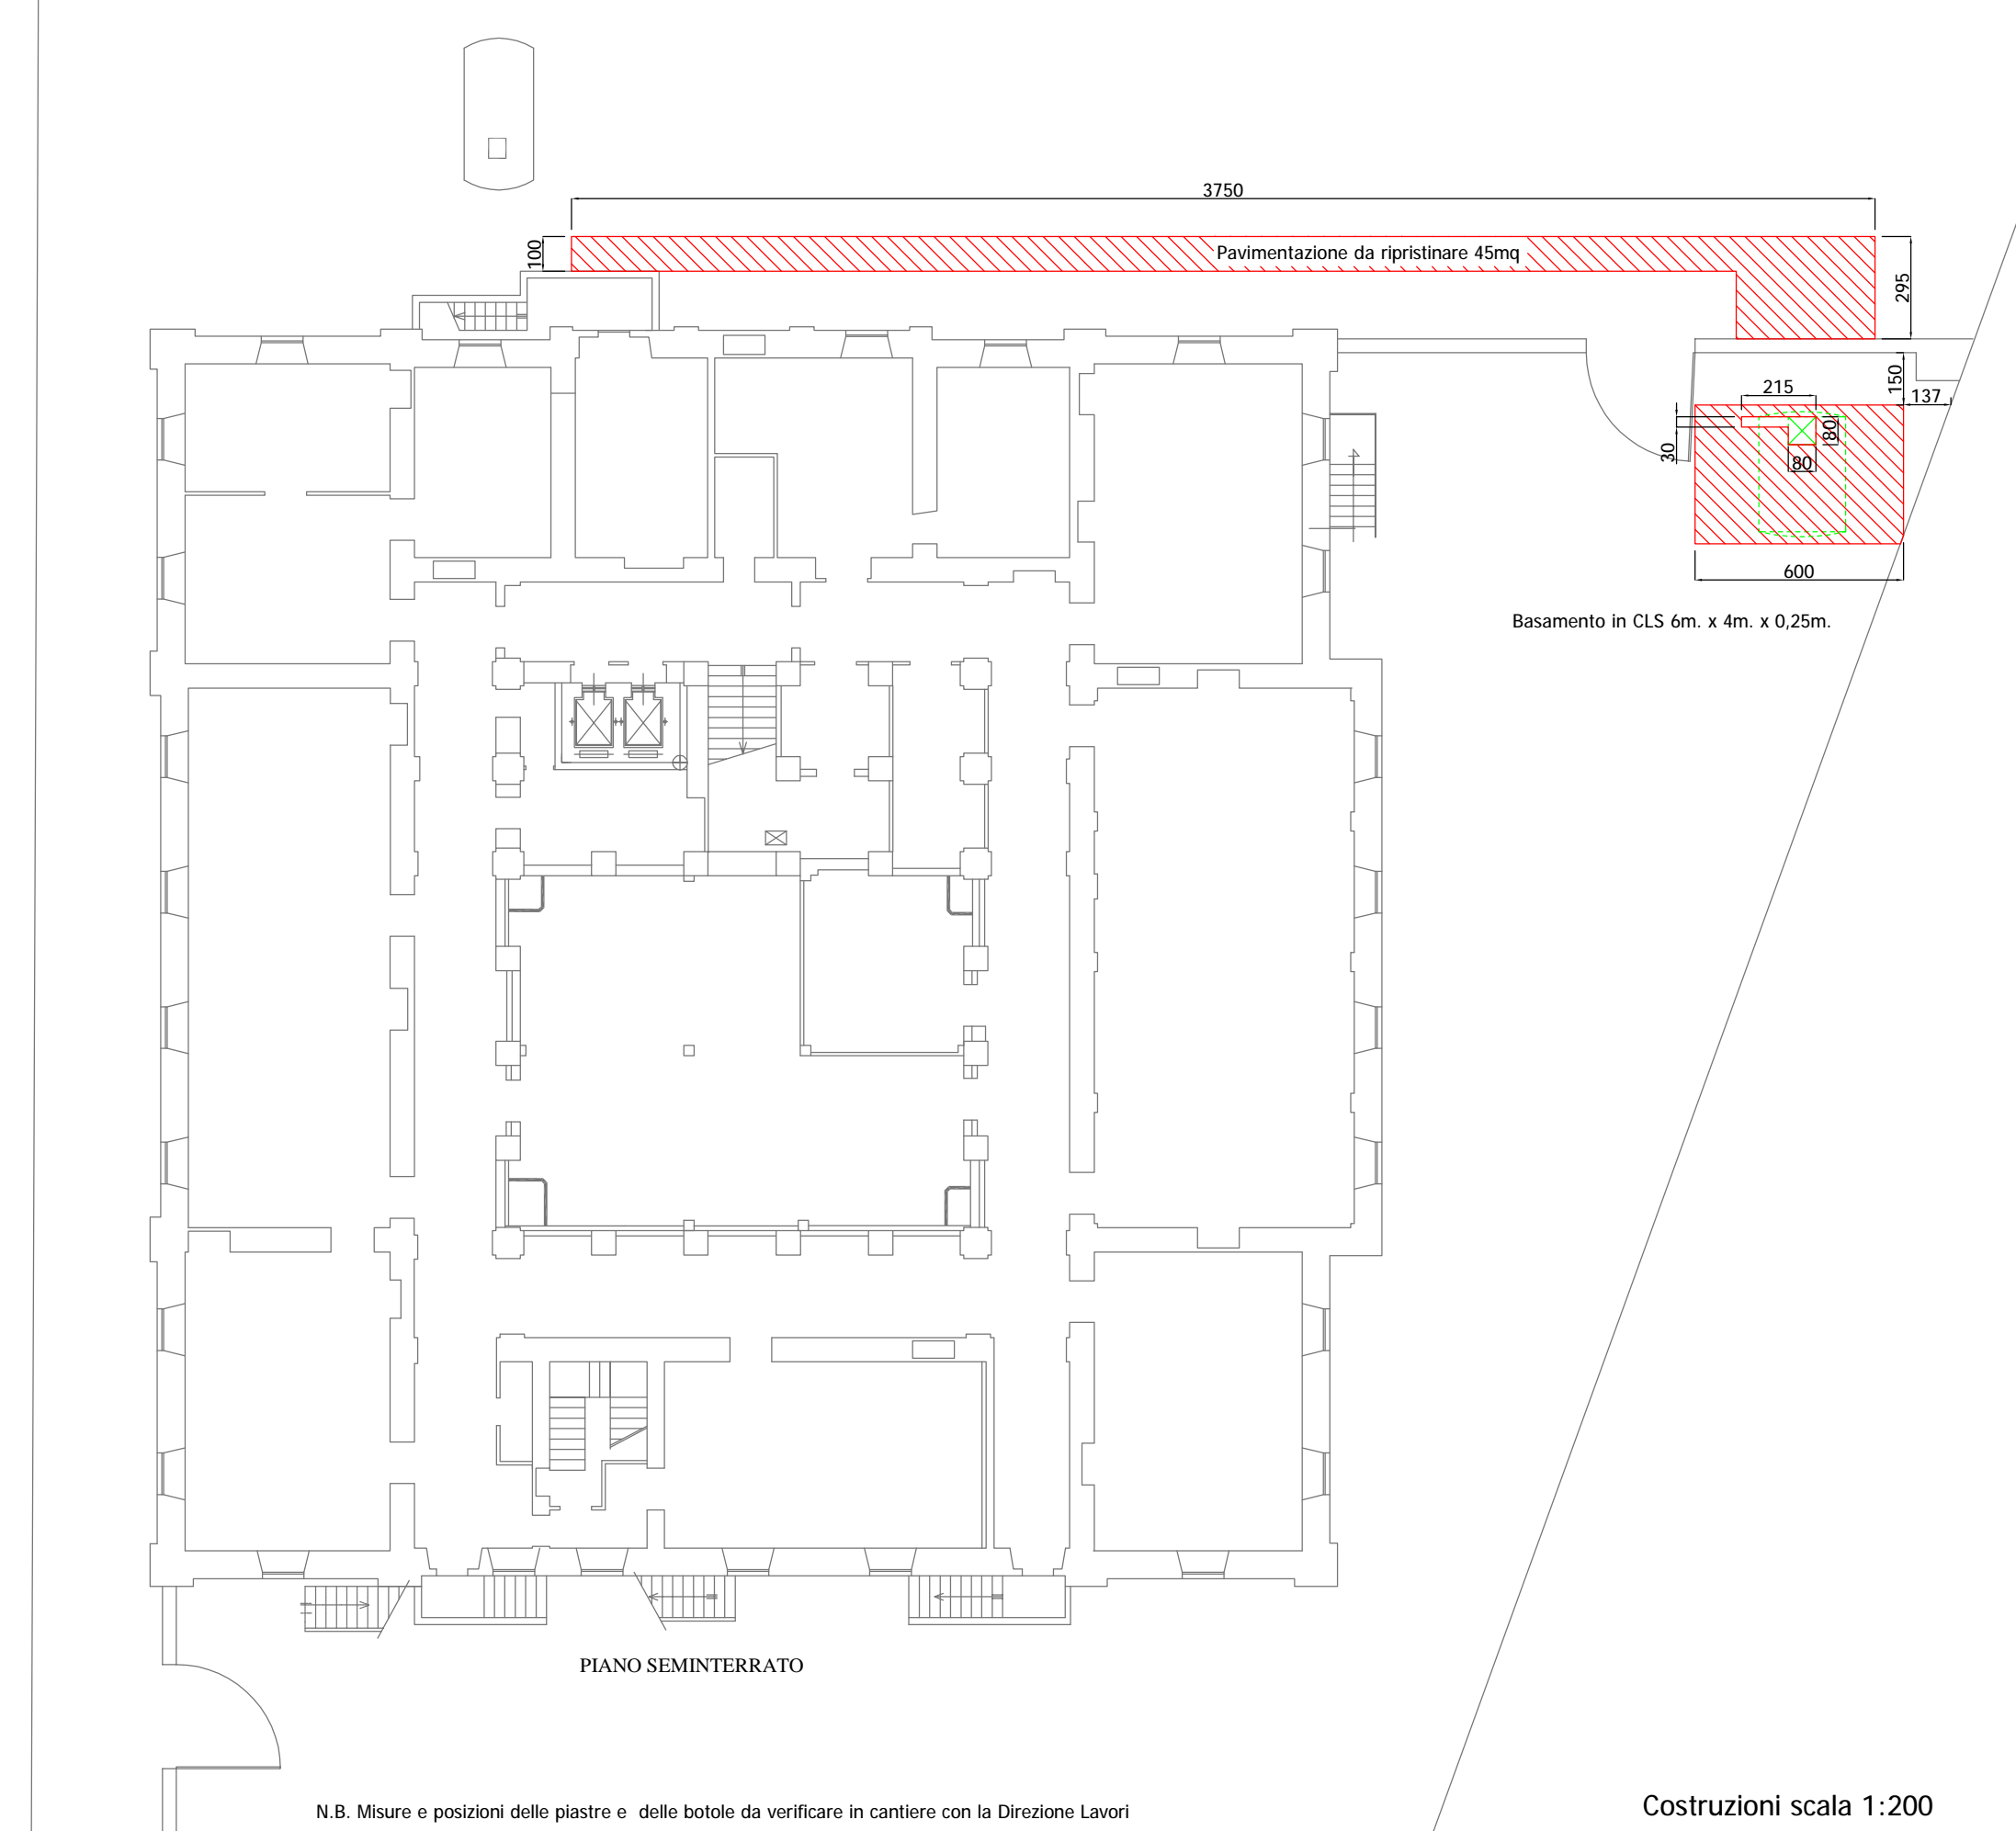 3750
100
Pavimentazione da ripristinare 45mq
295
150
215
137
30
80
80
600
Basamento in CLS 6m. x 4m. x 0,25m.
PIANO SEMINTERRATO
N.B. Misure e posizioni delle piastre e delle botole da verificare in cantiere con la Direzione Lavori
Costruzioni scala 1:200